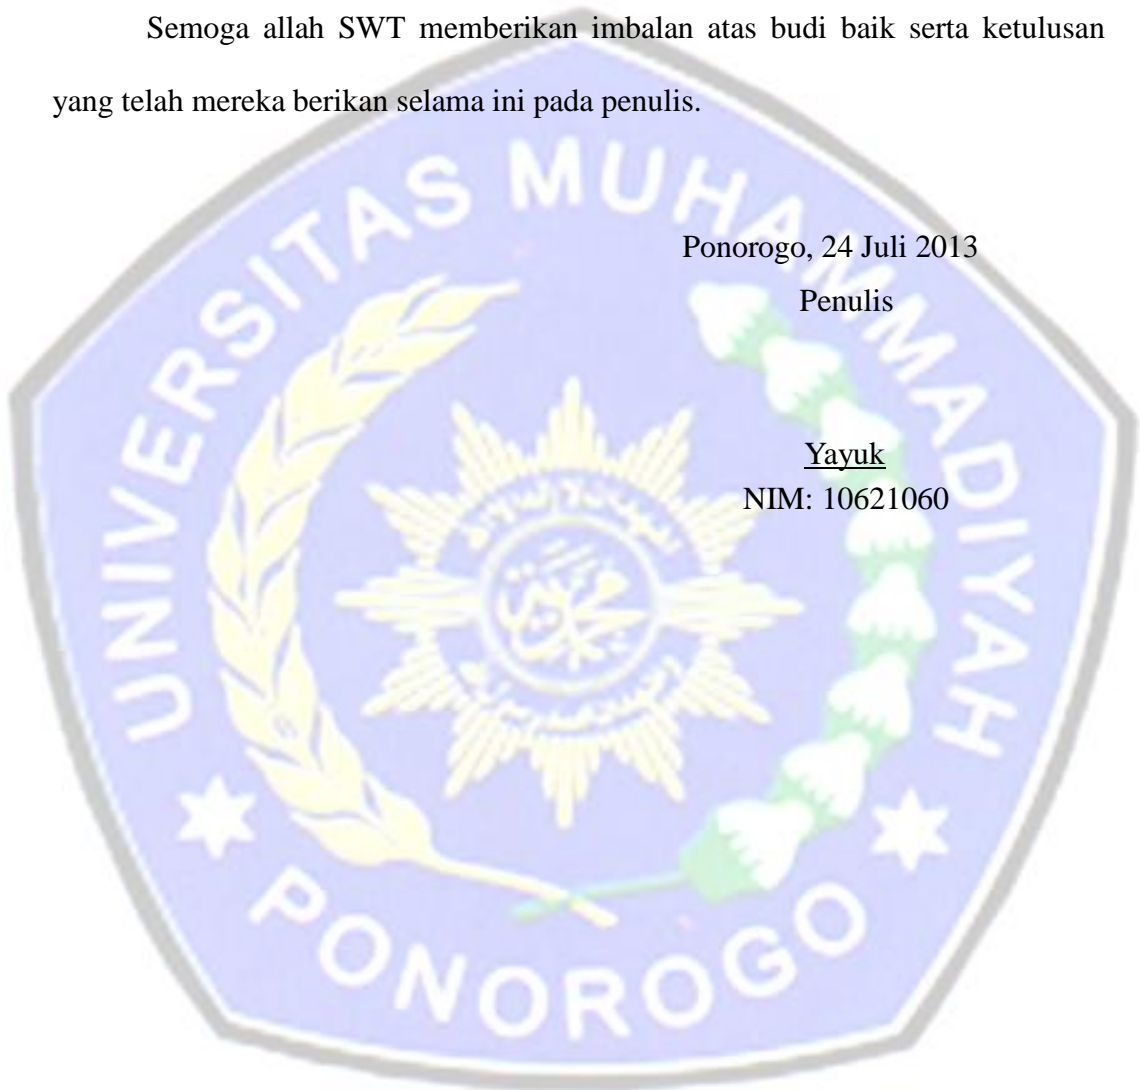 Semoga allah SWT memberikan imbalan atas budi baik serta ketulusan
yang telah mereka berikan selama ini pada penulis.
Ponorogo, 24 Juli 2013
Penulis
Yayuk
NIM: 10621060
UNIVERSITAS MUHAMMADIYAH
PONOROGO